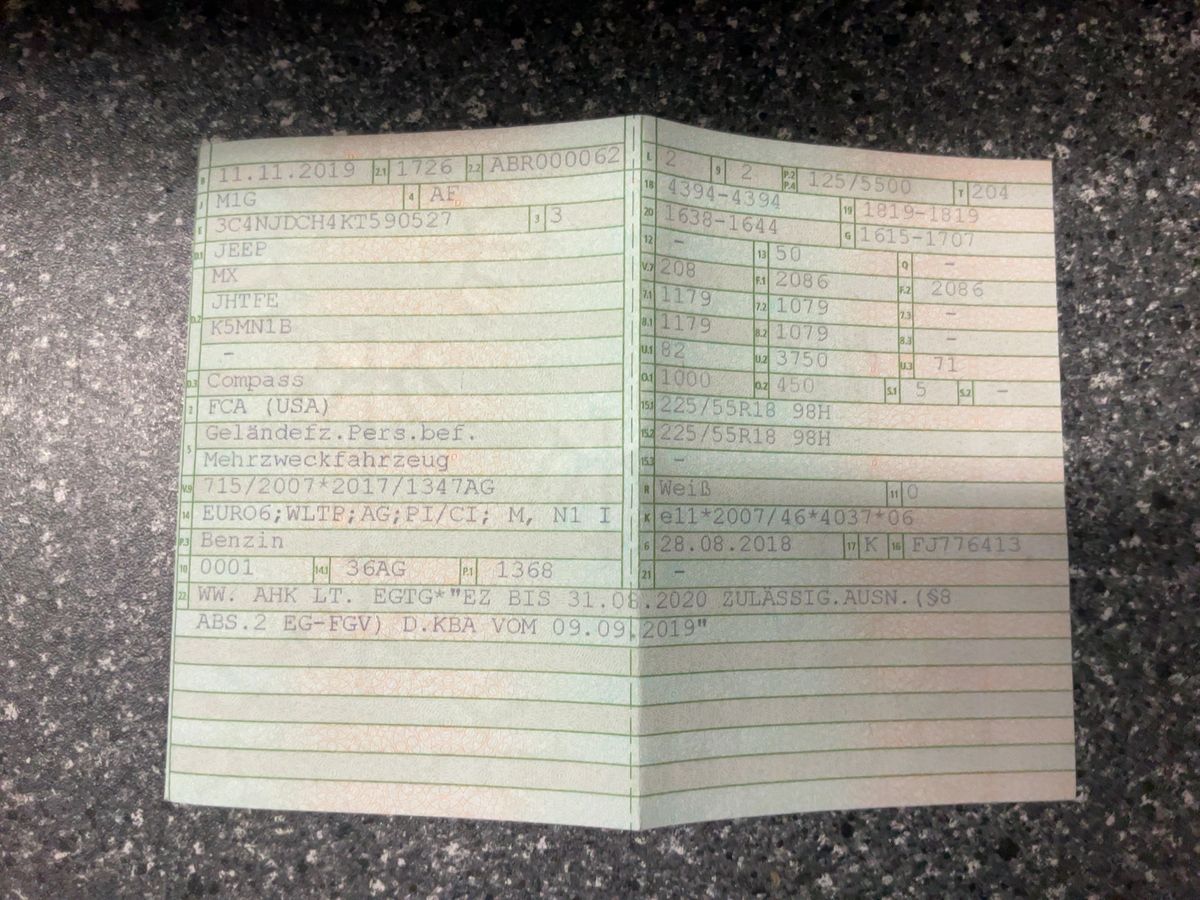 B 11.11.2019 2.1 1726 2.2 ABR000062
J M1G 4 AF
E 3C4NJDCH4KT590527 3 3
D.1 JEEP
MX
JHTFE
D.2 K5MN1B
-
D.3 Compass
2 FCA (USA)
5 Geländefz.Pers.bef.
Mehrzweckfahrzeug
V.9 715/2007*2017/1347AG
14 EURO6;WLTP;AG;PI/CI; M, N1 I
P.3 Benzin
10 0001 14.1 36AG P.1 1368
L 2 9 2 P.2 P.4 125/5500 T 204
18 4394-4394 19 1819-1819
20 1638-1644 G 1615-1707
12 - 13 50 Q -
V.7 208 F.1 2086 F.2 2086
7.1 1179 7.2 1079 7.3 -
8.1 1179 8.2 1079 8.3 -
U.1 82 U.2 3750 U.3 71
O.1 1000 O.2 450 S.1 5 S.2 -
15.1 225/55R18 98H
15.2 225/55R18 98H
15.3 -
R Weiß 11 0
K e11*2007/46*4037*06
6 28.08.2018 17 K 16 FJ776413
21 -
22 WW. AHK LT. EGTG*"EZ BIS 31.08.2020 ZULÄSSIG.AUSN.(§8
ABS.2 EG-FGV) D.KBA VOM 09.09.2019"